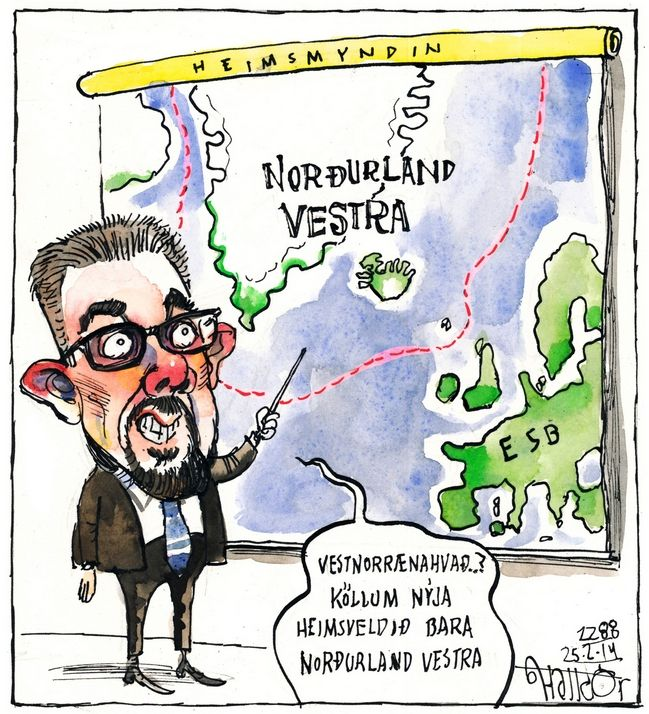 HEIMSMYNDIN
NORÐURLAND
VESTRA
ESB
VESTNORRÆNAHVAÐ..?
KÖLLUM NÝJA
HEIMSVELDIÐ BARA
NORÐURLAND VESTRA
1288
25-2-14
Halldór